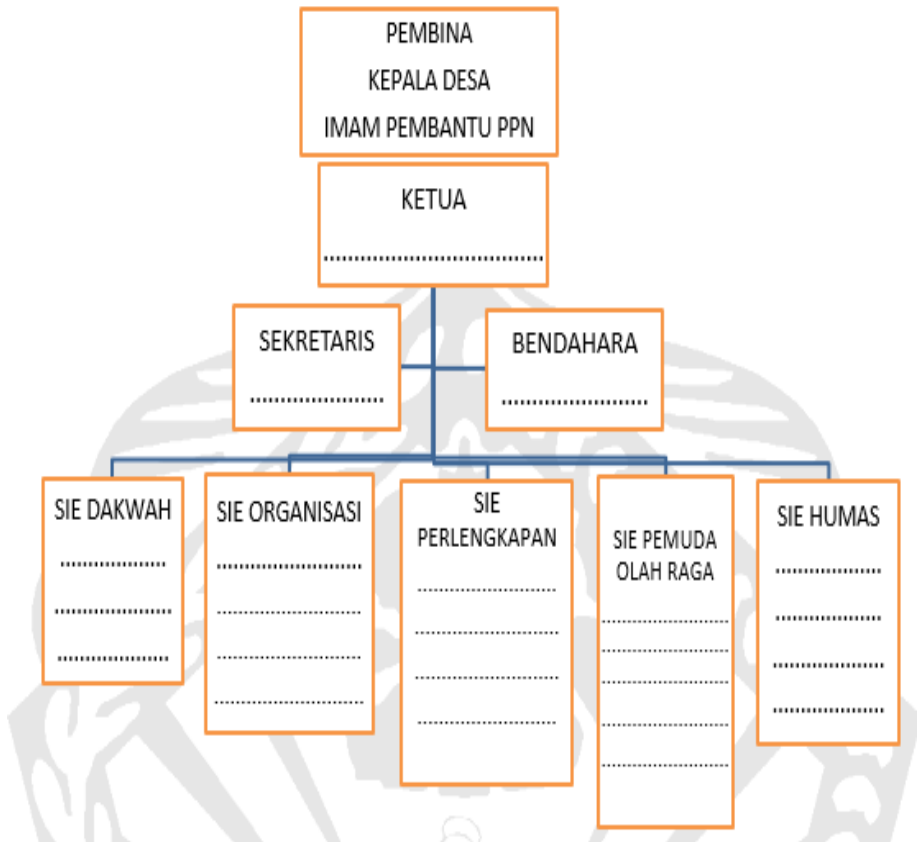 PEMBINA
KEPALA DESA
IMAM PEMBANTU PPN
KETUA
....................................
SEKRETARIS
......................
BENDAHARA
........................
SIE DAKWAH
..................
...................
...................
SIE ORGANISASI
........................
........................
........................
........................
SIE
PERLENGKAPAN
........................
........................
........................
........................
SIE PEMUDA
OLAH RAGA
........................
........................
........................
........................
........................
SIE HUMAS
..................
..................
...................
...................